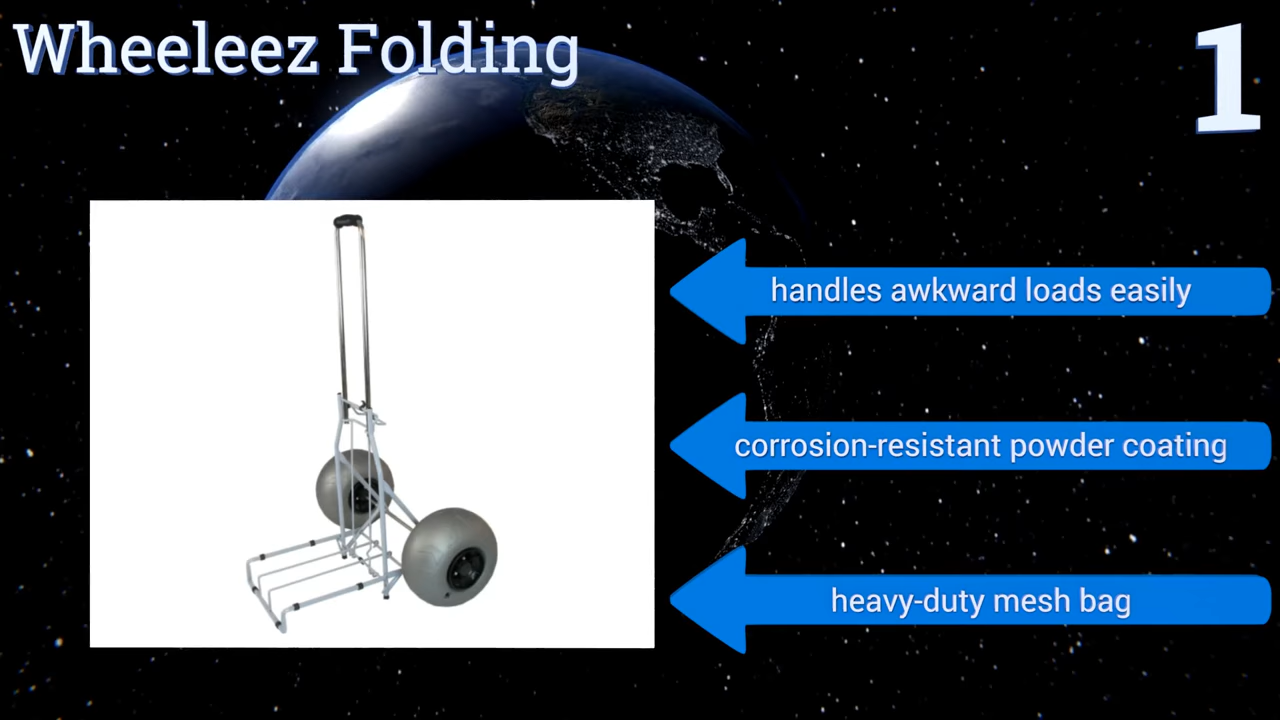 Wheeleez Folding
1
handles awkward loads easily
corrosion-resistant powder coating
heavy-duty mesh bag